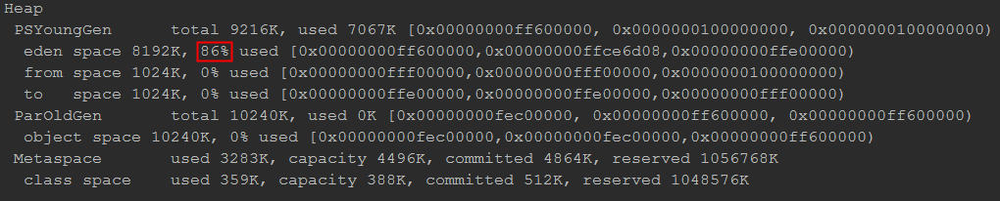 Heap
PSYoungGen total 9216K, used 7067K [0x00000000ff600000, 0x0000000100000000, 0x0000000100000000)
eden space 8192K, 86% used [0x00000000ff600000,0x00000000ffce6d08,0x00000000ffe00000)
from space 1024K, 0% used [0x00000000fff00000,0x00000000fff00000,0x0000000100000000)
to space 1024K, 0% used [0x00000000ffe00000,0x00000000ffe00000,0x00000000fff00000)
ParOldGen total 10240K, used 0K [0x00000000fec00000, 0x00000000ff600000, 0x00000000ff600000)
object space 10240K, 0% used [0x00000000fec00000,0x00000000fec00000,0x00000000ff600000)
Metaspace used 3283K, capacity 4496K, committed 4864K, reserved 1056768K
class space used 359K, capacity 388K, committed 512K, reserved 1048576K